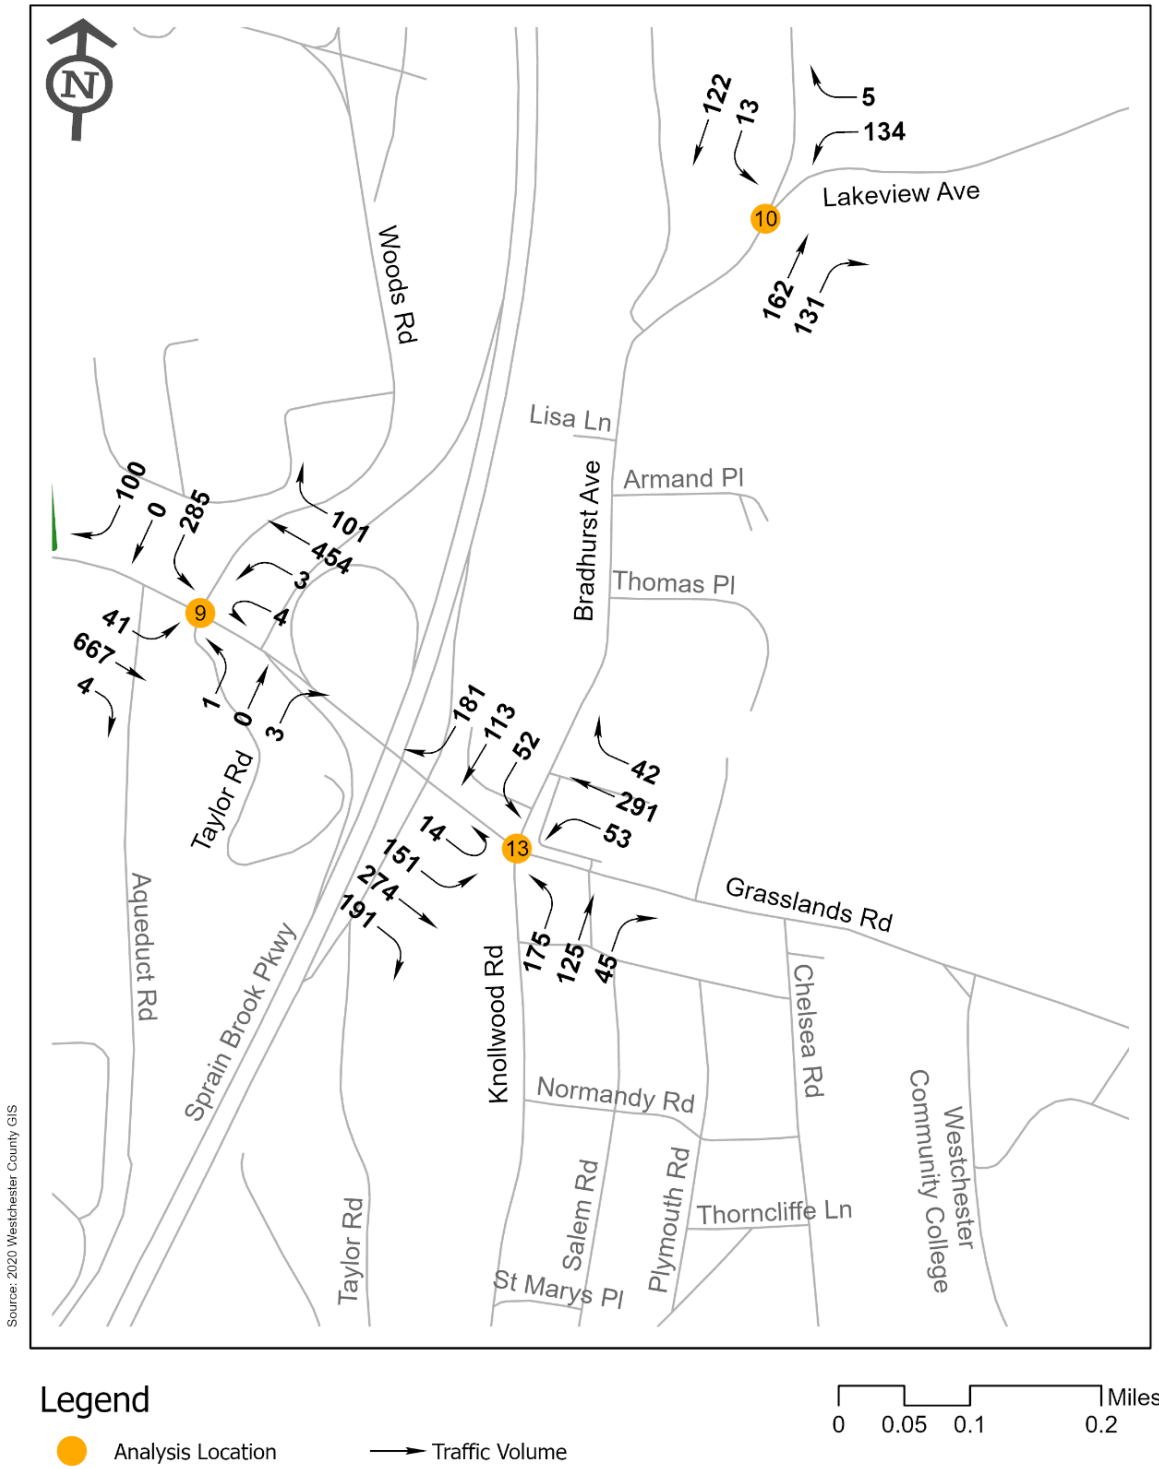 N
122
13
5
134
Lakeview Ave
10
162
131
Woods Rd
Lisa Ln
Bradhurst Ave
Armand Pl
Thomas Pl
100
0
285
101
454
3
4
9
41
667
4
1
0
3
Taylor Rd
181
113
52
42
291
53
14
151
274
191
13
175
125
45
Grasslands Rd
Aqueduct Rd
Sprain Brook Pkwy
Knollwood Rd
Chelsea Rd
Normandy Rd
Westchester
Community College
Salem Rd
Plymouth Rd
Thorncliffe Ln
Taylor Rd
St Marys Pl
Source: 2020 Westchester County GIS
Legend
Analysis Location
Traffic Volume
Miles
0 0.05 0.1 0.2